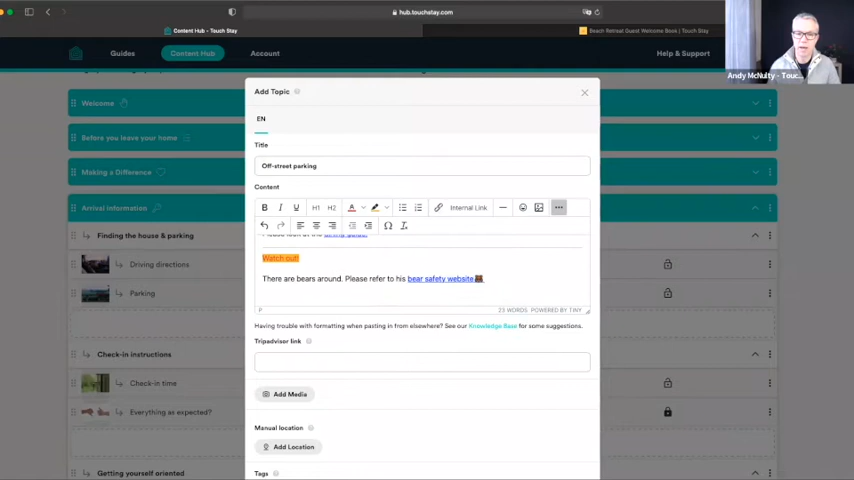 hub.touchstay.com
Content Hub - Touch Stay
Beach Retreat Guest Welcome Book | Touch Stay
Andy McNulty - Touc...
Guides
Content Hub
Account
Help & Support
Welcome
Before you leave your home
Making a Difference
Arrival information
Finding the house & parking
Driving directions
Parking
Check-in instructions
Check-in time
Everything as expected?
Getting yourself oriented
Add Topic
EN
Title
Off-street parking
Content
B I U H1 H2 A Internal Link
Watch out!
There are bears around. Please refer to his bear safety website🐻
P
23 WORDS POWERED BY TINY
Having trouble with formatting when pasting in from elsewhere? See our Knowledge Base for some suggestions.
Tripadvisor link
Add Media
Manual location
Add Location
Tags